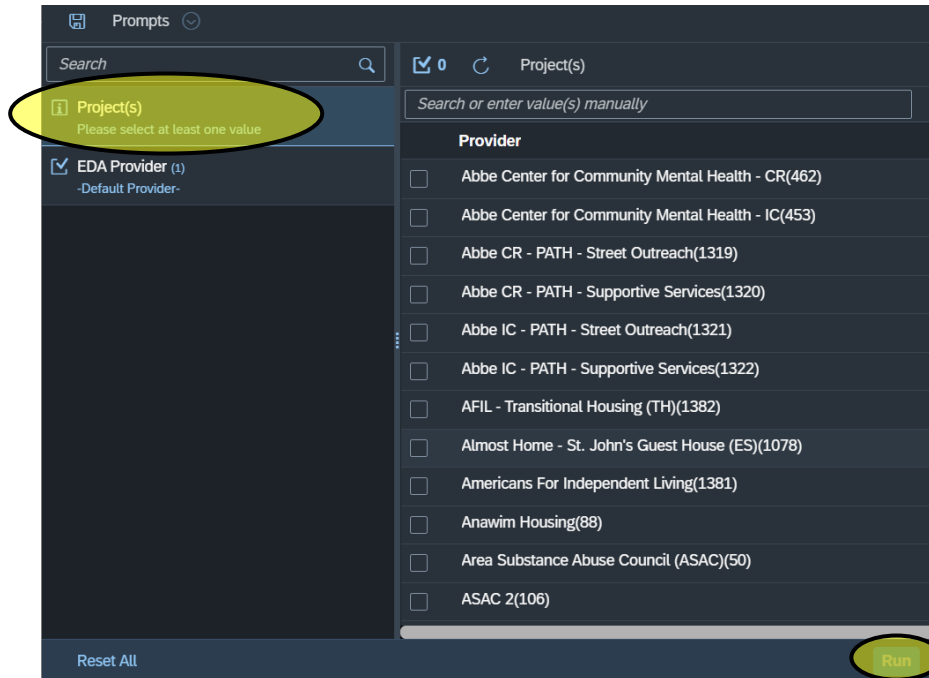 Prompts
Search
Project(s)
Please select at least one value
EDA Provider (1)
-Default Provider-
0 Project(s)
Search or enter value(s) manually
Provider
Abbe Center for Community Mental Health - CR(462)
Abbe Center for Community Mental Health - IC(453)
Abbe CR - PATH - Street Outreach(1319)
Abbe CR - PATH - Supportive Services(1320)
Abbe IC - PATH - Street Outreach(1321)
Abbe IC - PATH - Supportive Services(1322)
AFIL - Transitional Housing (TH)(1382)
Almost Home - St. John's Guest House (ES)(1078)
Americans For Independent Living(1381)
Anawim Housing(88)
Area Substance Abuse Council (ASAC)(50)
ASAC 2(106)
Reset All
Run